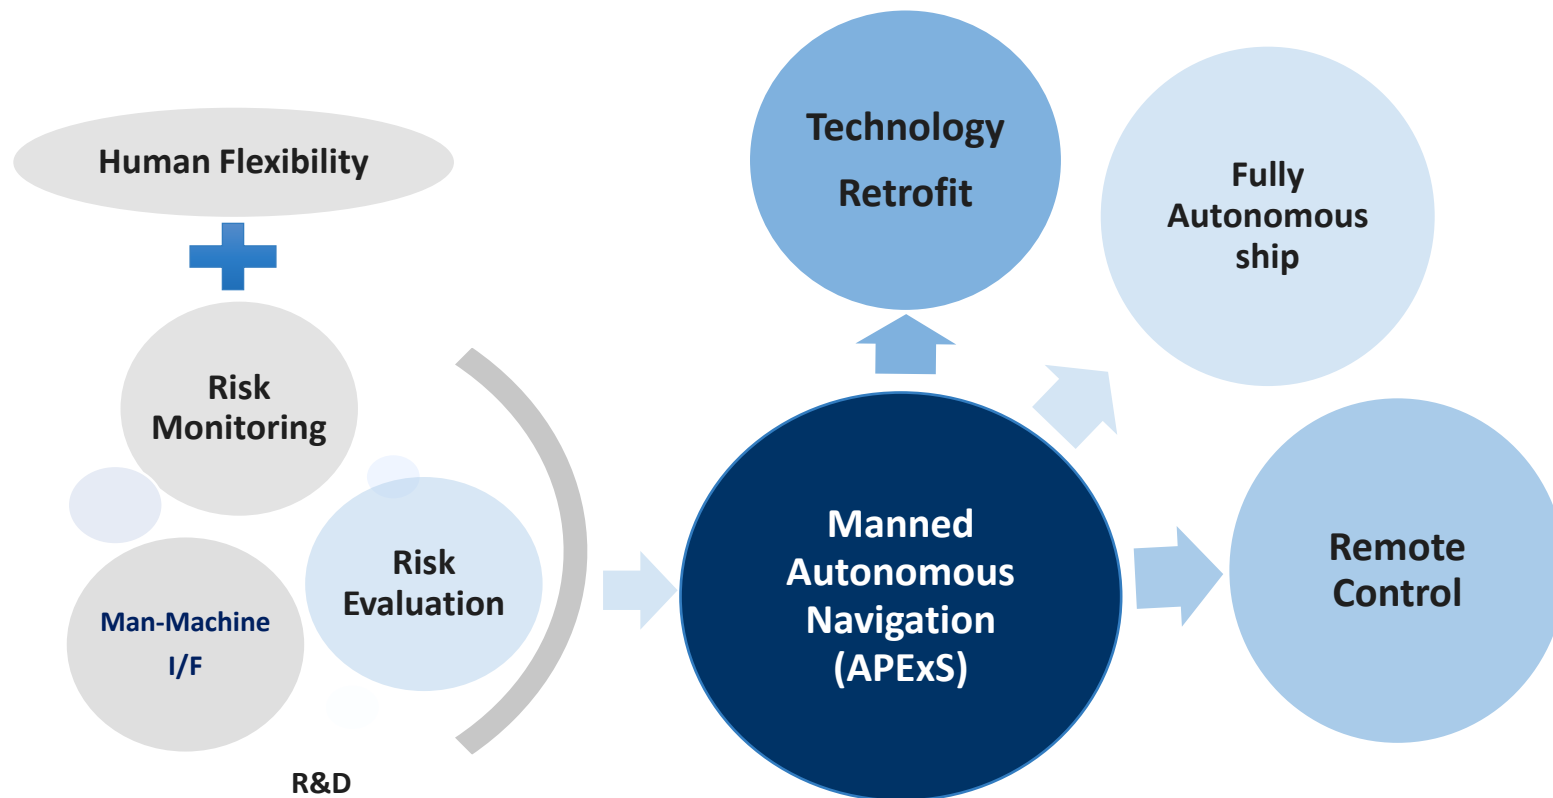 Human Flexibility
Risk
Monitoring
Man-Machine
I/F
Risk
Evaluation
R&D
Manned
Autonomous
Navigation
(APExS)
Technology
Retrofit
Fully
Autonomous
ship
Remote
Control